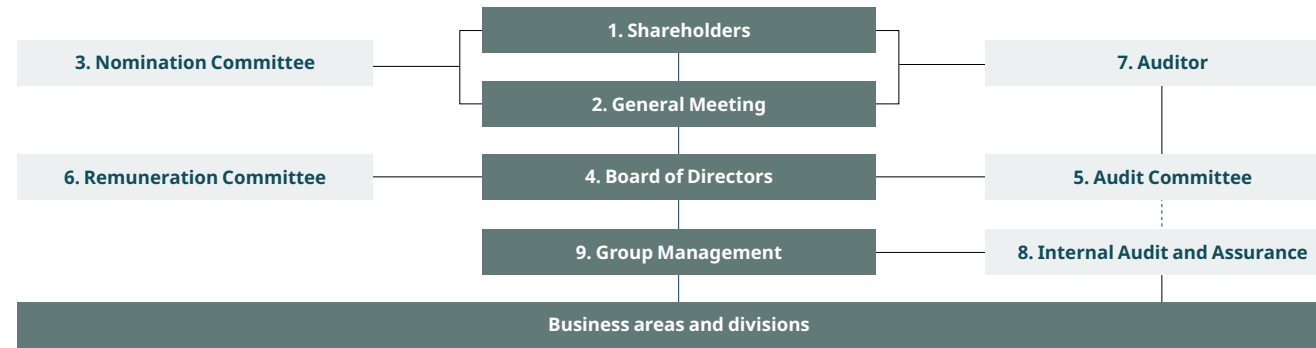 1. Shareholders
3. Nomination Committee
7. Auditor
2. General Meeting
6. Remuneration Committee
4. Board of Directors
5. Audit Committee
9. Group Management
8. Internal Audit and Assurance
Business areas and divisions